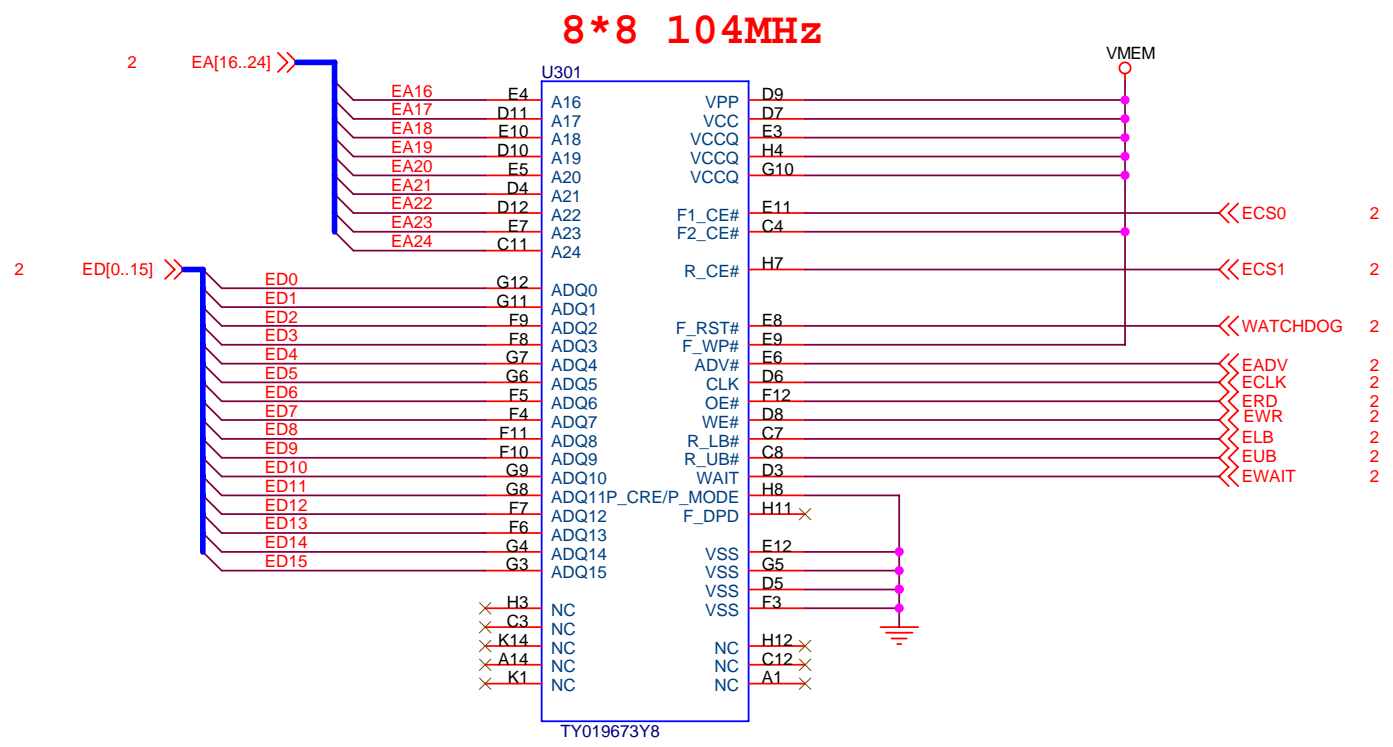 8*8 104MHz
2 EA[16..24]
U301
VMEM
EA16 E4 A16 VPP D9
EA17 D11 A17 VCC D7
EA18 E10 A18 VCCQ E3
EA19 D10 A19 VCCQ H4
EA20 E5 A20 VCCQ G10
EA21 D4 A21
EA22 D12 A22 F1_CE# E11 ECS0 2
EA23 E7 A23 F2_CE# C4
EA24 C11 A24
2 ED[0..15] R_CE# H7 ECS1 2
ED0 G12 ADQ0
ED1 G11 ADQ1
ED2 F9 ADQ2 F_RST# E8 WATCHDOG 2
ED3 F8 ADQ3 F_WP# E9
ED4 G7 ADQ4 ADV# E6 EADV 2
ED5 G6 ADQ5 CLK D6 ECLK 2
ED6 F5 ADQ6 OE# F12 ERD 2
ED7 F4 ADQ7 WE# D8 EWR 2
ED8 F11 ADQ8 R_LB# C7 ELB 2
ED9 F10 ADQ9 R_UB# C8 EUB 2
ED10 G9 ADQ10 WAIT D3 EWAIT 2
ED11 G8 ADQ11 P_CRE/P_MODE H8
ED12 F7 ADQ12 F_DPD H11
ED13 F6 ADQ13
ED14 G4 ADQ14 VSS E12
ED15 G3 ADQ15 VSS G5
VSS D5
H3 NC VSS F3
C3 NC
K14 NC NC H12
A14 NC NC C12
K1 NC NC A1
TY019673Y8